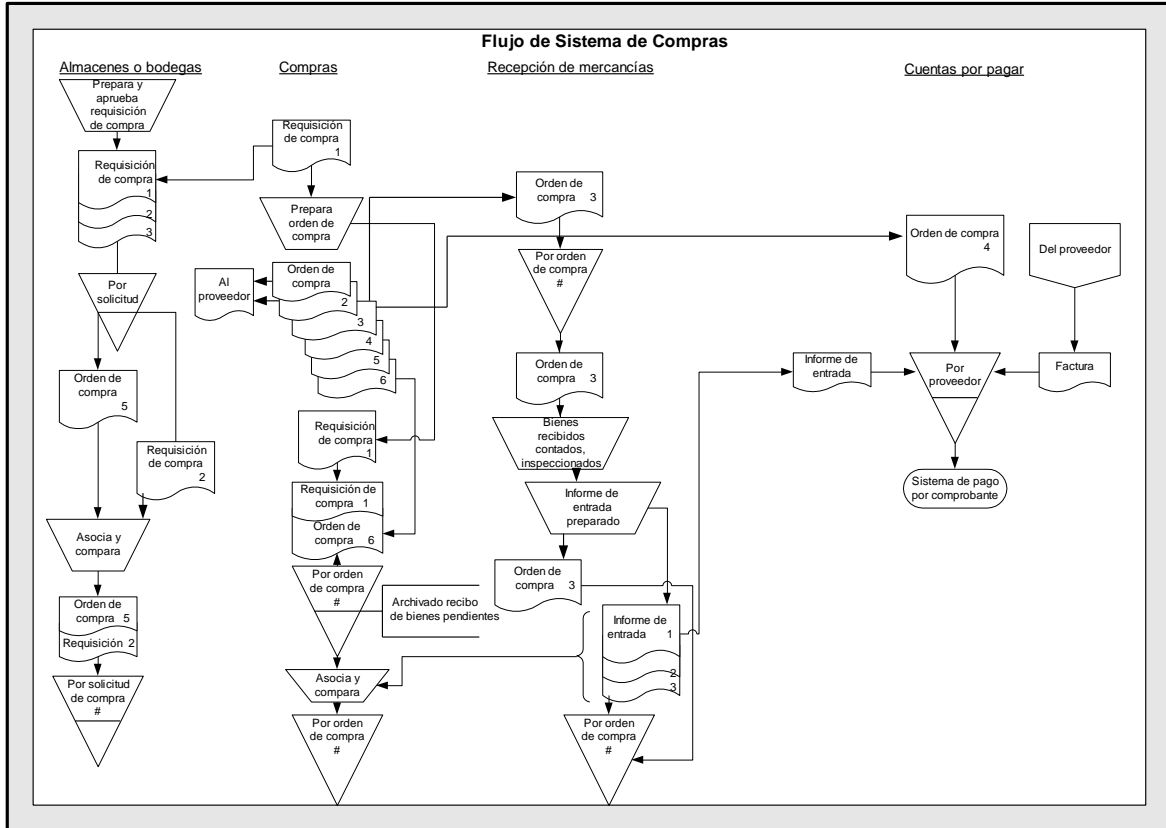 Flujo de Sistema de Compras
Almacenes o bodegas
Prepara y
aprueba
requisición
de compra
Requisición
de compra
1
2
3
Por
solicitud
Orden de
compra
5
Requisición
de compra
2
Asocia y
compara
Orden de
compra 5
Requisición 2
Por solicitud
de compra
#
Compras
Requisición
de compra
1
Prepara
orden de
compra
Al
proveedor
Orden de
compra
2
3
4
5
6
Requisición
de compra
1
Requisición de
compra 1
Orden de
compra 6
Por orden
de compra
#
Archivado recibo
de bienes pendientes
Asocia y
compara
Por orden
de compra
#
Recepción de mercancías
Orden de
compra 3
Por orden
de compra
#
Orden de
compra 3
Bienes
recibidos
contados,
inspeccionados
Informe de
entrada
preparado
Orden de
compra 3
Informe de
entrada 1
2
3
Por orden
de compra
#
Cuentas por pagar
Orden de compra
4
Del proveedor
Informe de
entrada
Por
proveedor
Factura
Sistema de pago
por comprobante